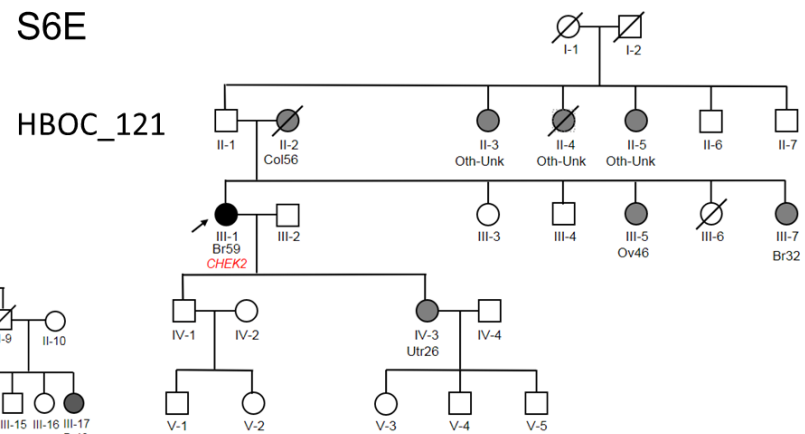 S6E
I-1 I-2
HBOC_121
II-1 II-2 II-3 II-4 II-5 II-6 II-7
Col56 Oth-Unk Oth-Unk Oth-Unk
III-1 III-2 III-3 III-4 III-5 III-6 III-7
Br59 Ov46 Br32
CHEK2
IV-1 IV-2 IV-3 IV-4
Utr26
I-9 II-10
III-15 III-16 III-17
V-1 V-2 V-3 V-4 V-5